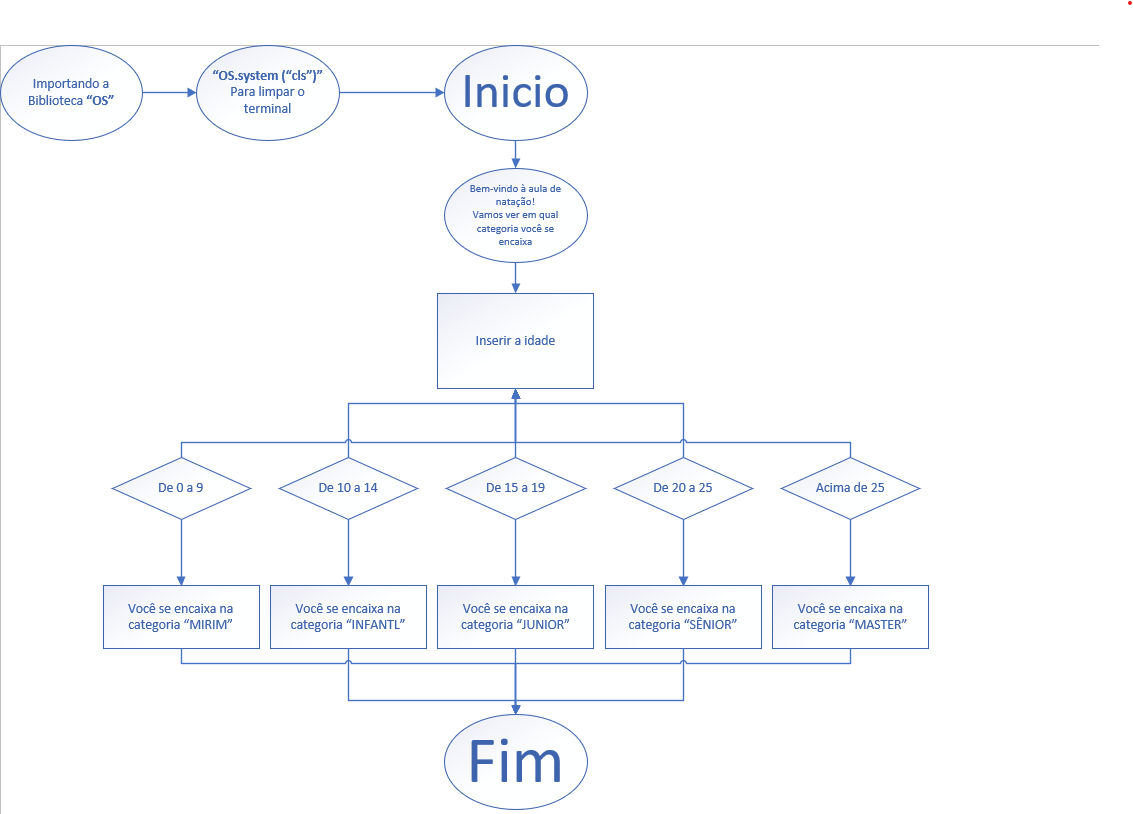 Importando a
Biblioteca “OS”
“OS.system (“cls”)”
Para limpar o
terminal
Inicio
Bem-vindo à aula de
natação!
Vamos ver em qual
categoria você se
encaixa
Inserir a idade
De 0 a 9
De 10 a 14
De 15 a 19
De 20 a 25
Acima de 25
Você se encaixa na
categoria “MIRIM”
Você se encaixa na
categoria “INFANTL”
Você se encaixa na
categoria “JUNIOR”
Você se encaixa na
categoria “SÊNIOR”
Você se encaixa na
categoria “MASTER”
Fim